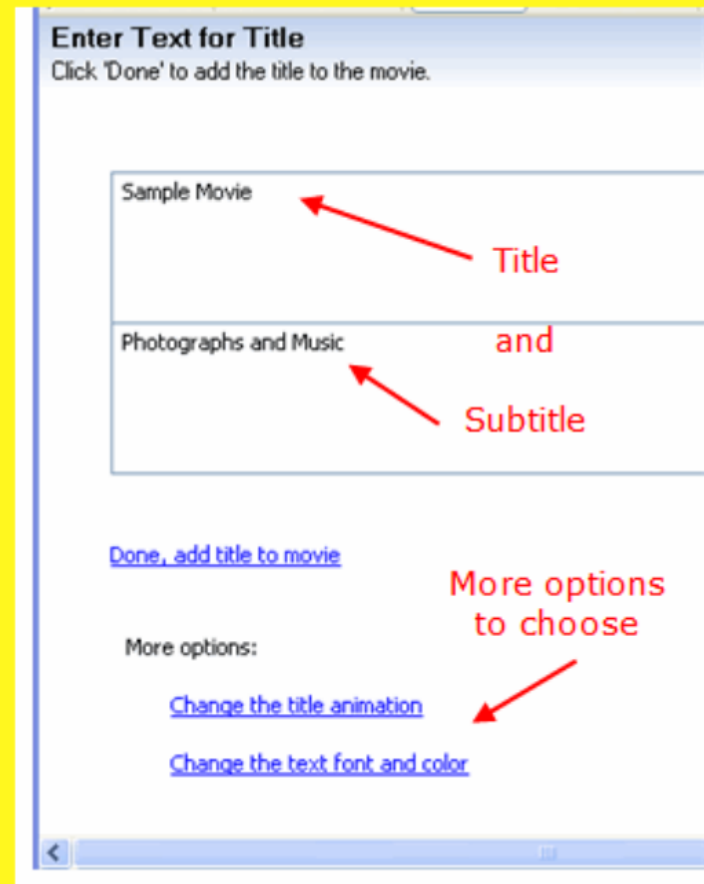 Enter Text for Title
Click 'Done' to add the title to the movie.
Sample Movie
Title
and
Photographs and Music
Subtitle
Done, add title to movie
More options
to choose
More options:
Change the title animation
Change the text font and color